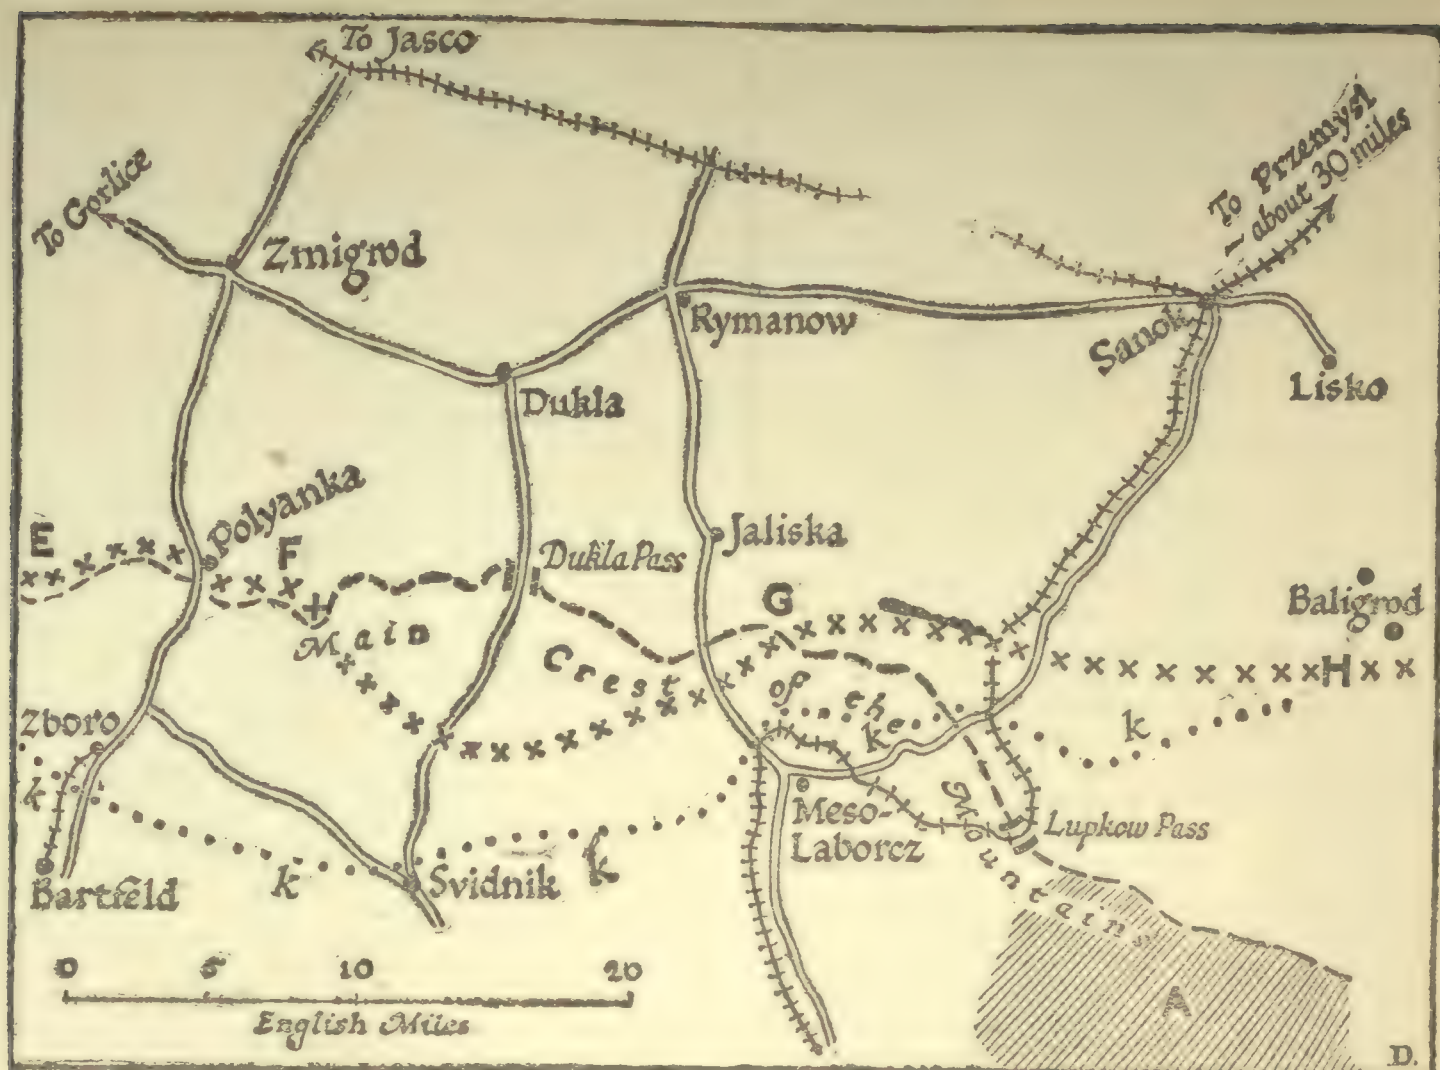 To Jasco
To Przemysl
about 30 miles
To Gorlice
Zmigrod
Rymanow
Sanok
Lisko
Dukla
Polyanka
E
F
Dukla Pass
Jaliska
G
Baligrod
H
Main Crest of the Mountains
Zboro
k
k
k
k
k
Meso-
Laborcz
Lupkow Pass
Bartfeld
Svidnik
A
0 5 10 20
English Miles
D.